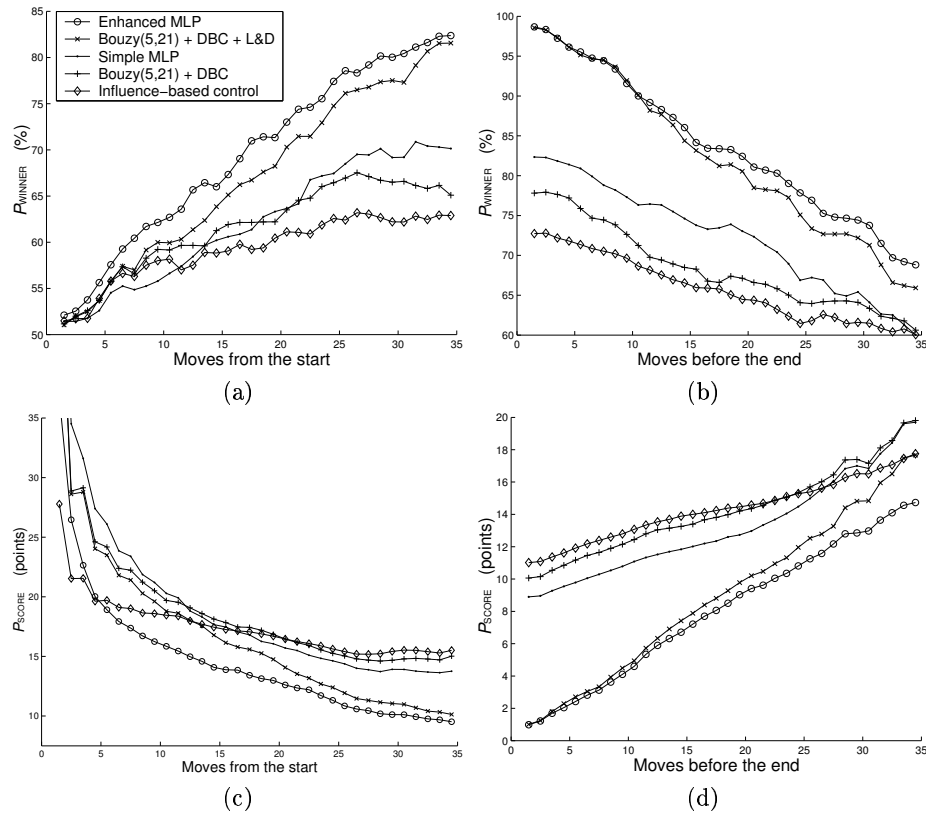 Enhanced MLP
Bouzy(5,21) + DBC + L&D
Simple MLP
Bouzy(5,21) + DBC
Influence−based control
85
80
75
70
65
60
55
50
P WINNER (%)
0 5 10 15 20 25 30 35
Moves from the start
(a)
100
95
90
85
80
75
70
65
60
P WINNER (%)
0 5 10 15 20 25 30 35
Moves before the end
(b)
35
30
25
20
15
10
P SCORE (points)
0 5 10 15 20 25 30 35
Moves from the start
(c)
20
18
16
14
12
10
8
6
4
2
0
P SCORE (points)
0 5 10 15 20 25 30 35
Moves before the end
(d)